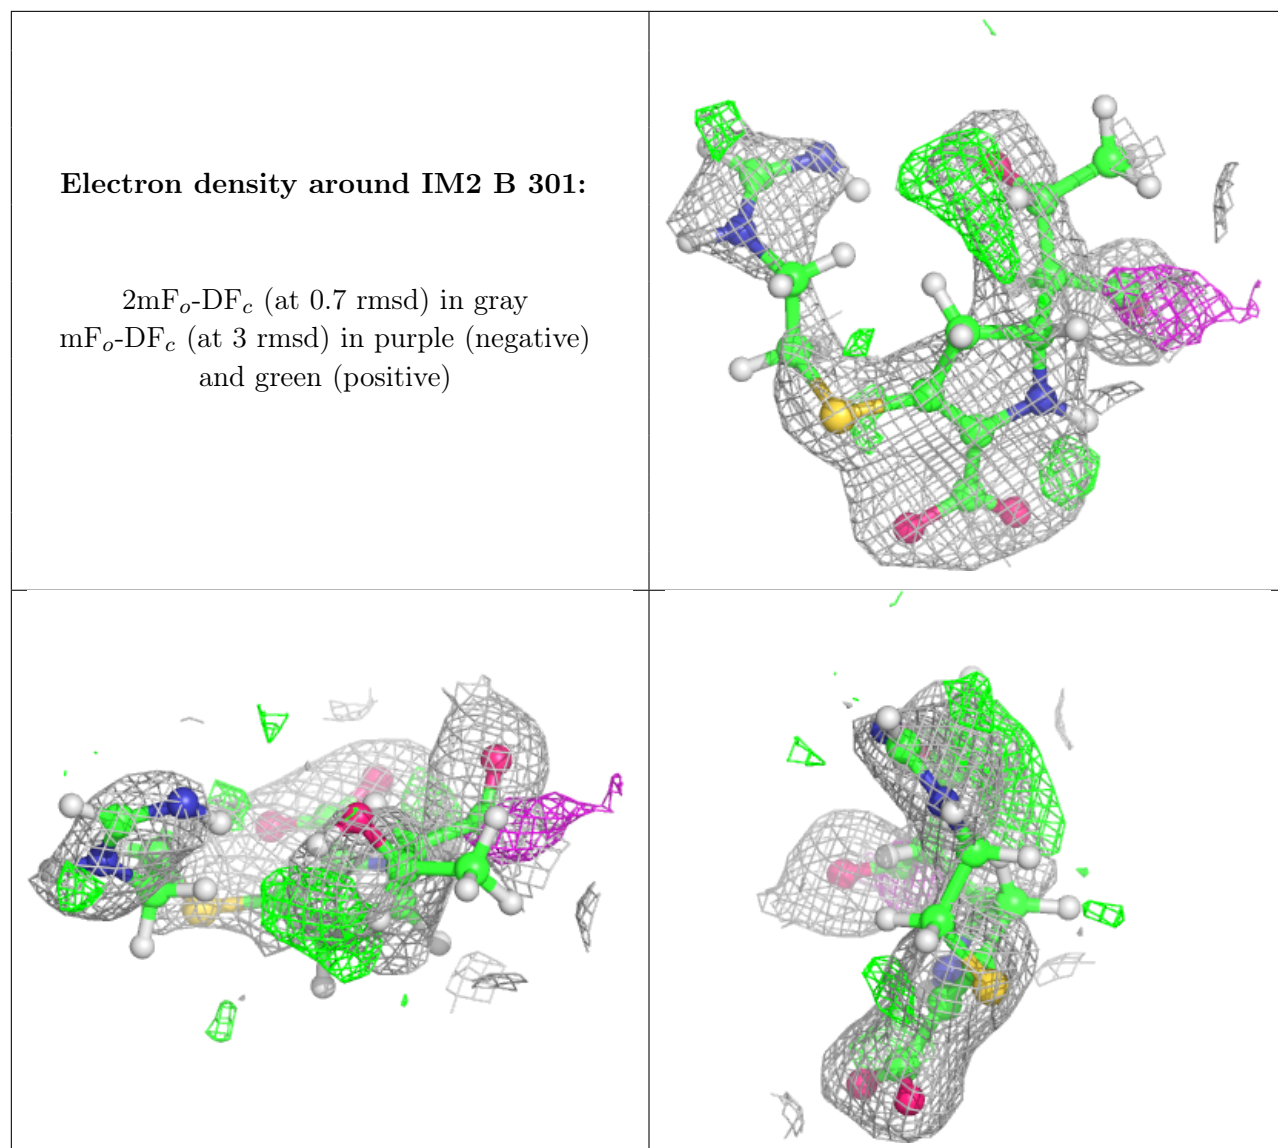 Electron density around IM2 B 301:
2mFo-DFc (at 0.7 rmsd) in gray
mFo-DFc (at 3 rmsd) in purple (negative)
and green (positive)